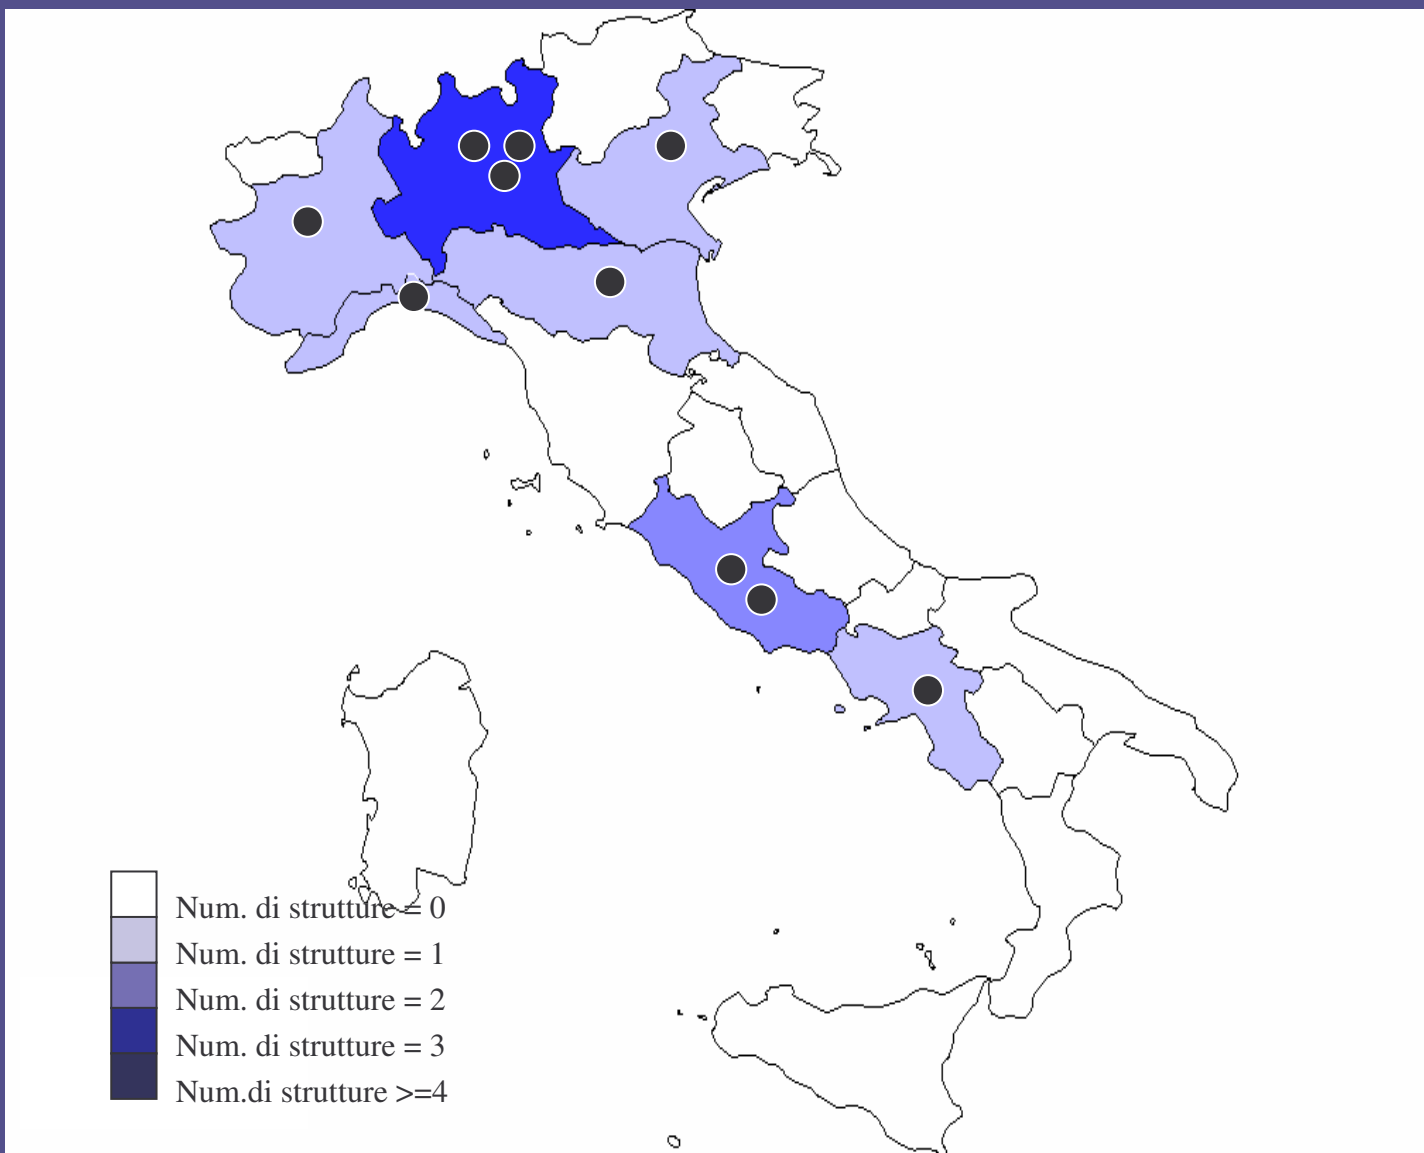 Num. di strutture = 0
Num. di strutture = 1
Num. di strutture = 2
Num. di strutture = 3
Num.di strutture >=4